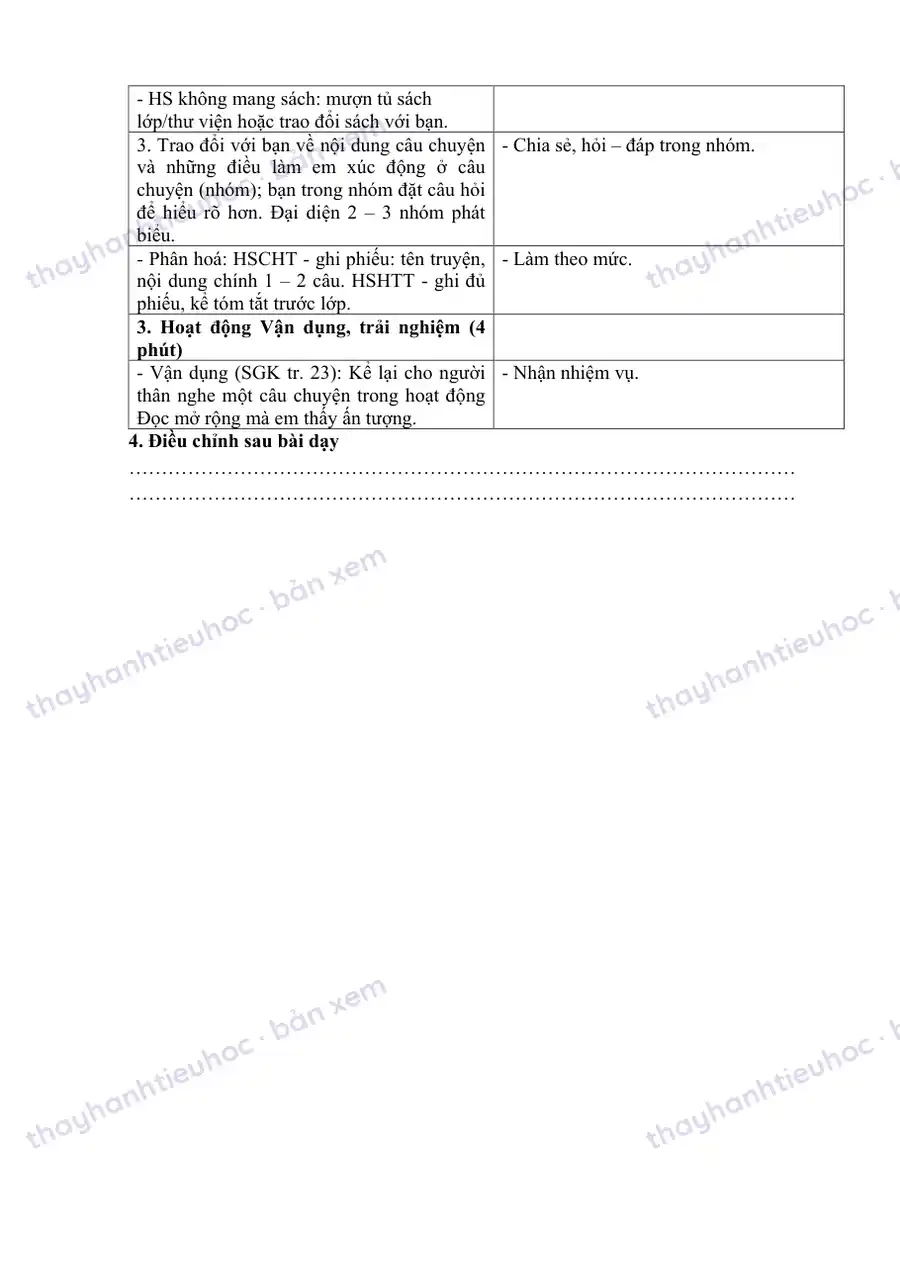 - HS không mang sách: mượn tủ sách
lớp/thư viện hoặc trao đổi sách với bạn.
3. Trao đổi với bạn về nội dung câu chuyện
và những điều làm em xúc động ở câu
chuyện (nhóm); bạn trong nhóm đặt câu hỏi
để hiểu rõ hơn. Đại diện 2 – 3 nhóm phát
biểu.
- Chia sẻ, hỏi – đáp trong nhóm.
- Phân hoá: HSCHT - ghi phiếu: tên truyện,
nội dung chính 1 – 2 câu. HSHTT - ghi đủ
phiếu, kể tóm tắt trước lớp.
- Làm theo mức.
3. Hoạt động Vận dụng, trải nghiệm (4
phút)
- Vận dụng (SGK tr. 23): Kể lại cho người
thân nghe một câu chuyện trong hoạt động
Đọc mở rộng mà em thấy ấn tượng.
- Nhận nhiệm vụ.
4. Điều chỉnh sau bài dạy
…………………………………………………………………………………………
…………………………………………………………………………………………
thayhanhtieuhoc · bản xem
thayhanhtieuhoc · b
thayhanhtieuhoc · bản xem
thayhanhtieuhoc · b
thayhanhtieuhoc · bản xem
thayhanhtieuhoc · b